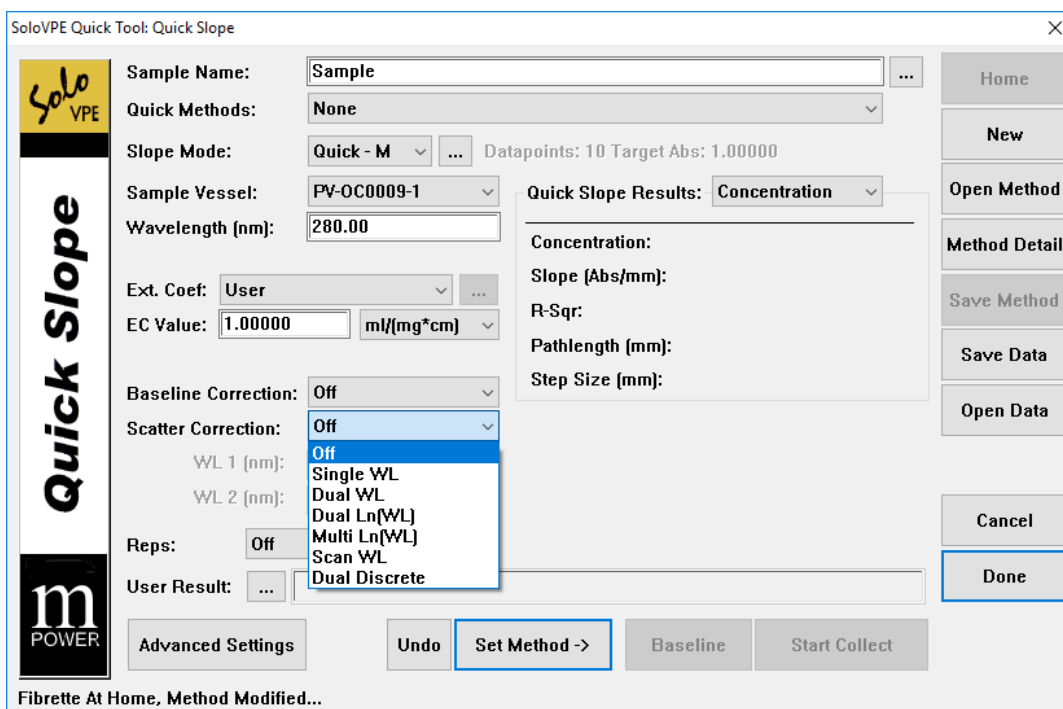 SoloVPE Quick Tool: Quick Slope
Solo
VPE
Quick Slope
m
POWER
Sample Name: Sample ...
Quick Methods: None
Slope Mode: Quick - M ... Datapoints: 10 Target Abs: 1.00000
Sample Vessel: PV-OC0009-1
Wavelength (nm): 280.00
Ext. Coef: User ...
EC Value: 1.00000 ml/(mg*cm)
Quick Slope Results: Concentration
Concentration:
Slope (Abs/mm):
R-Sqr:
Pathlength (mm):
Step Size (mm):
Baseline Correction: Off
Scatter Correction: Off
Off
Single WL
Dual WL
Dual Ln(WL)
Multi Ln(WL)
Scan WL
Dual Discrete
WL 1 (nm):
WL 2 (nm):
Reps: Off
User Result: ...
Advanced Settings Undo Set Method -> Baseline Start Collect
Home
New
Open Method
Method Detail
Save Method
Save Data
Open Data
Cancel
Done
Fibrette At Home, Method Modified...